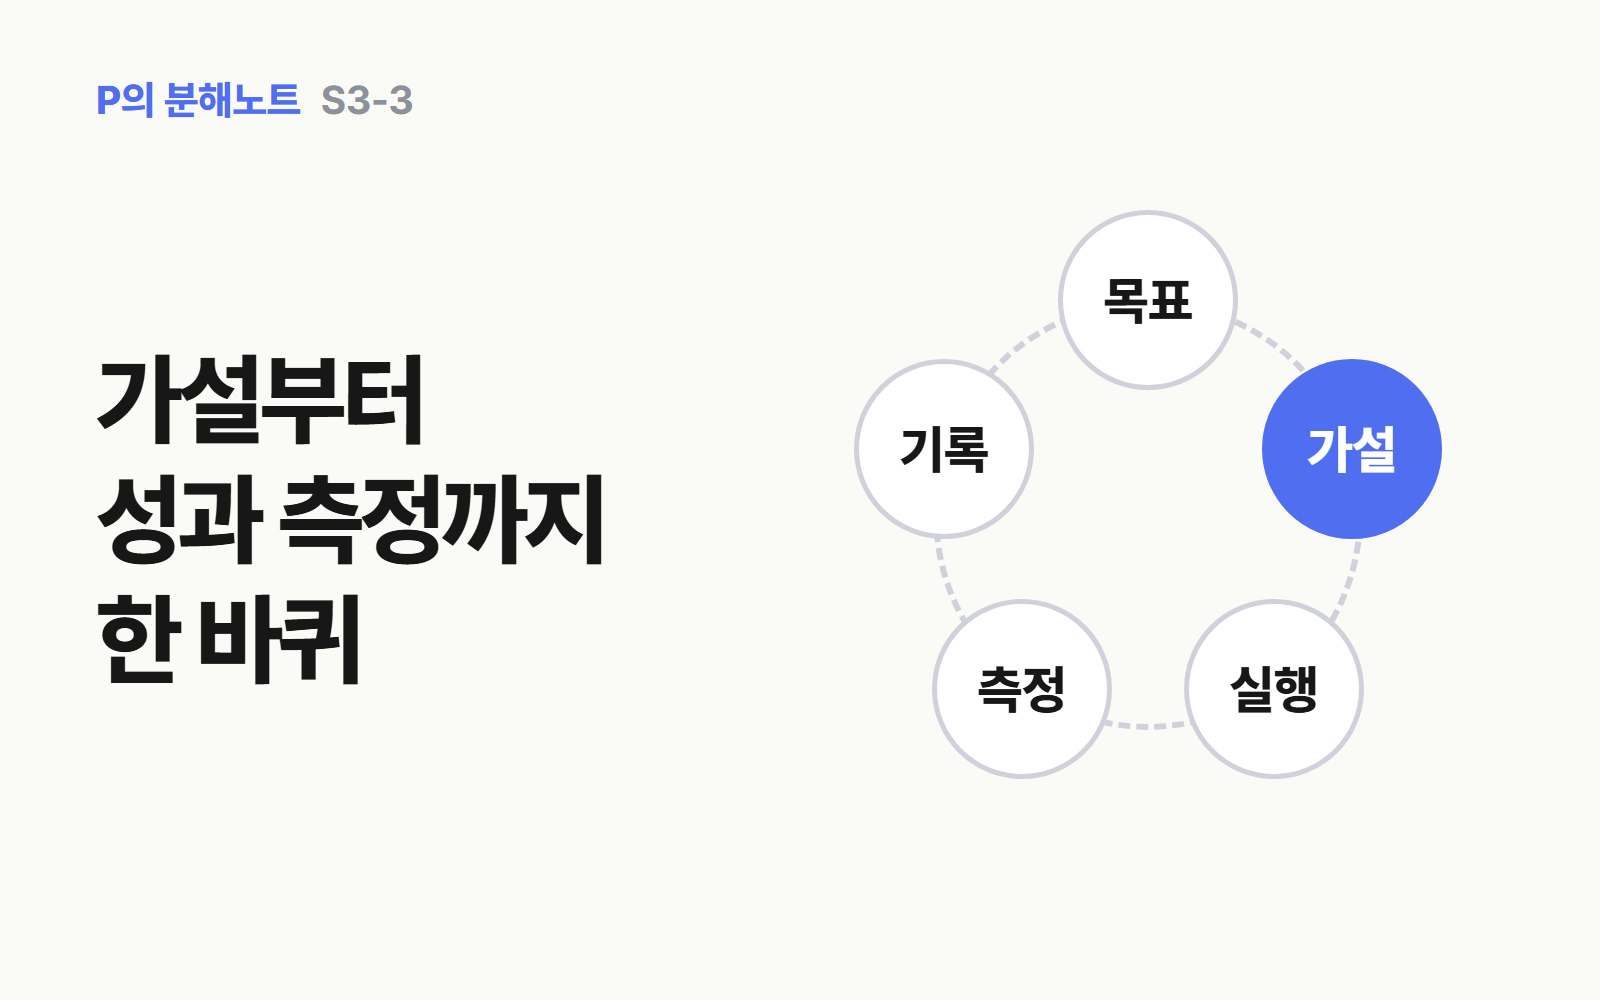 P의 분해노트 S3-3
가설부터
성과 측정까지
한 바퀴
목표
가설
실행
측정
기록